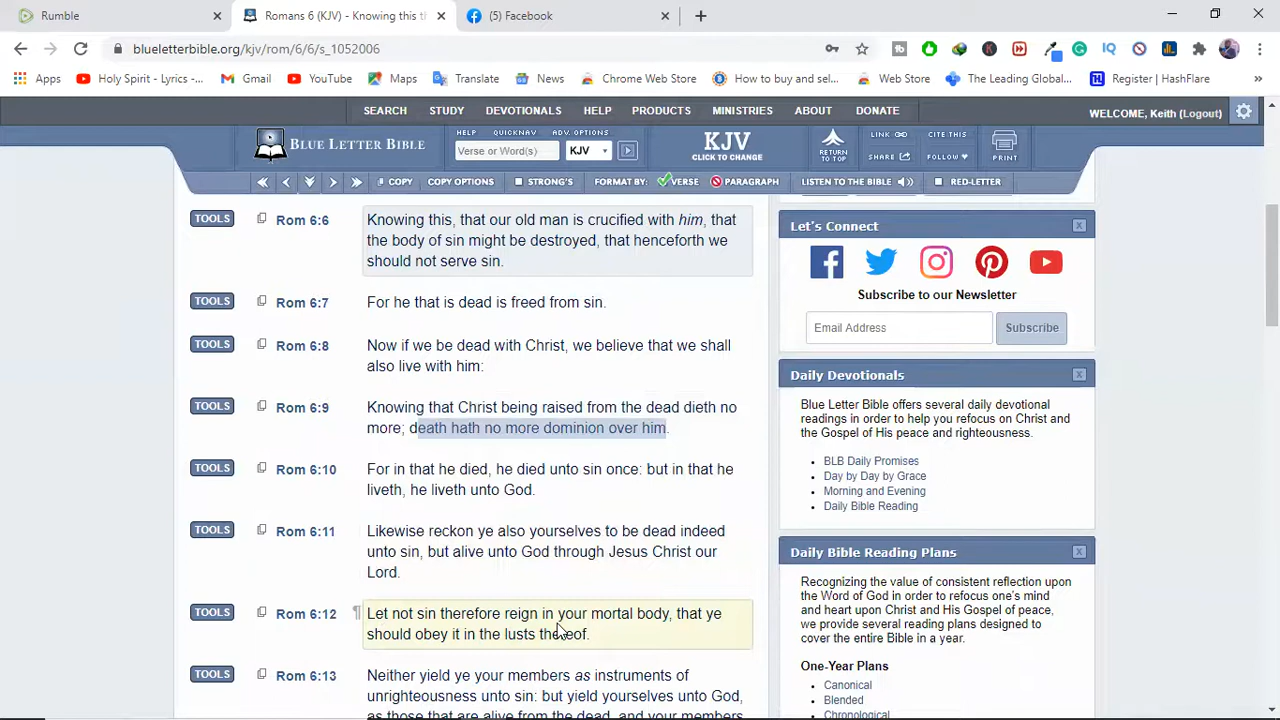 Rumble
Romans 6 (KJV) - Knowing this th
(5) Facebook
blueletterbible.org/kjv/rom/6/6/s_1052006
Apps Holy Spirit - Lyrics -... Gmail YouTube Maps Translate News Chrome Web Store How to buy and sel... Web Store The Leading Global... Register | HashFlare
SEARCH STUDY DEVOTIONALS HELP PRODUCTS MINISTRIES ABOUT DONATE WELCOME, Keith (Logout)
BLUE LETTER BIBLE
HELP QUICKNAV ADV. OPTIONS
Verse or Word(s) KJV
KJV
CLICK TO CHANGE
RETURN TO TOP
LINK CITE THIS
SHARE FOLLOW
PRINT
COPY COPY OPTIONS STRONG'S FORMAT BY: VERSE PARAGRAPH LISTEN TO THE BIBLE RED-LETTER
TOOLS Rom 6:6 Knowing this, that our old man is crucified with him, that
the body of sin might be destroyed, that henceforth we
should not serve sin.
TOOLS Rom 6:7 For he that is dead is freed from sin.
TOOLS Rom 6:8 Now if we be dead with Christ, we believe that we shall
also live with him:
TOOLS Rom 6:9 Knowing that Christ being raised from the dead dieth no
more; death hath no more dominion over him.
TOOLS Rom 6:10 For in that he died, he died unto sin once: but in that he
liveth, he liveth unto God.
TOOLS Rom 6:11 Likewise reckon ye also yourselves to be dead indeed
unto sin, but alive unto God through Jesus Christ our
Lord.
TOOLS Rom 6:12 ¶ Let not sin therefore reign in your mortal body, that ye
should obey it in the lusts thereof.
TOOLS Rom 6:13 Neither yield ye your members as instruments of
unrighteousness unto sin: but yield yourselves unto God,
as those that are alive from the dead, and your members
Let's Connect
Subscribe to our Newsletter
Email Address Subscribe
Daily Devotionals
Blue Letter Bible offers several daily devotional
readings in order to help you refocus on Christ and
the Gospel of His peace and righteousness.
BLB Daily Promises
Day by Day by Grace
Morning and Evening
Daily Bible Reading
Daily Bible Reading Plans
Recognizing the value of consistent reflection upon
the Word of God in order to refocus one's mind
and heart upon Christ and His Gospel of peace,
we provide several reading plans designed to
cover the entire Bible in a year.
One-Year Plans
Canonical
Blended
Chronological